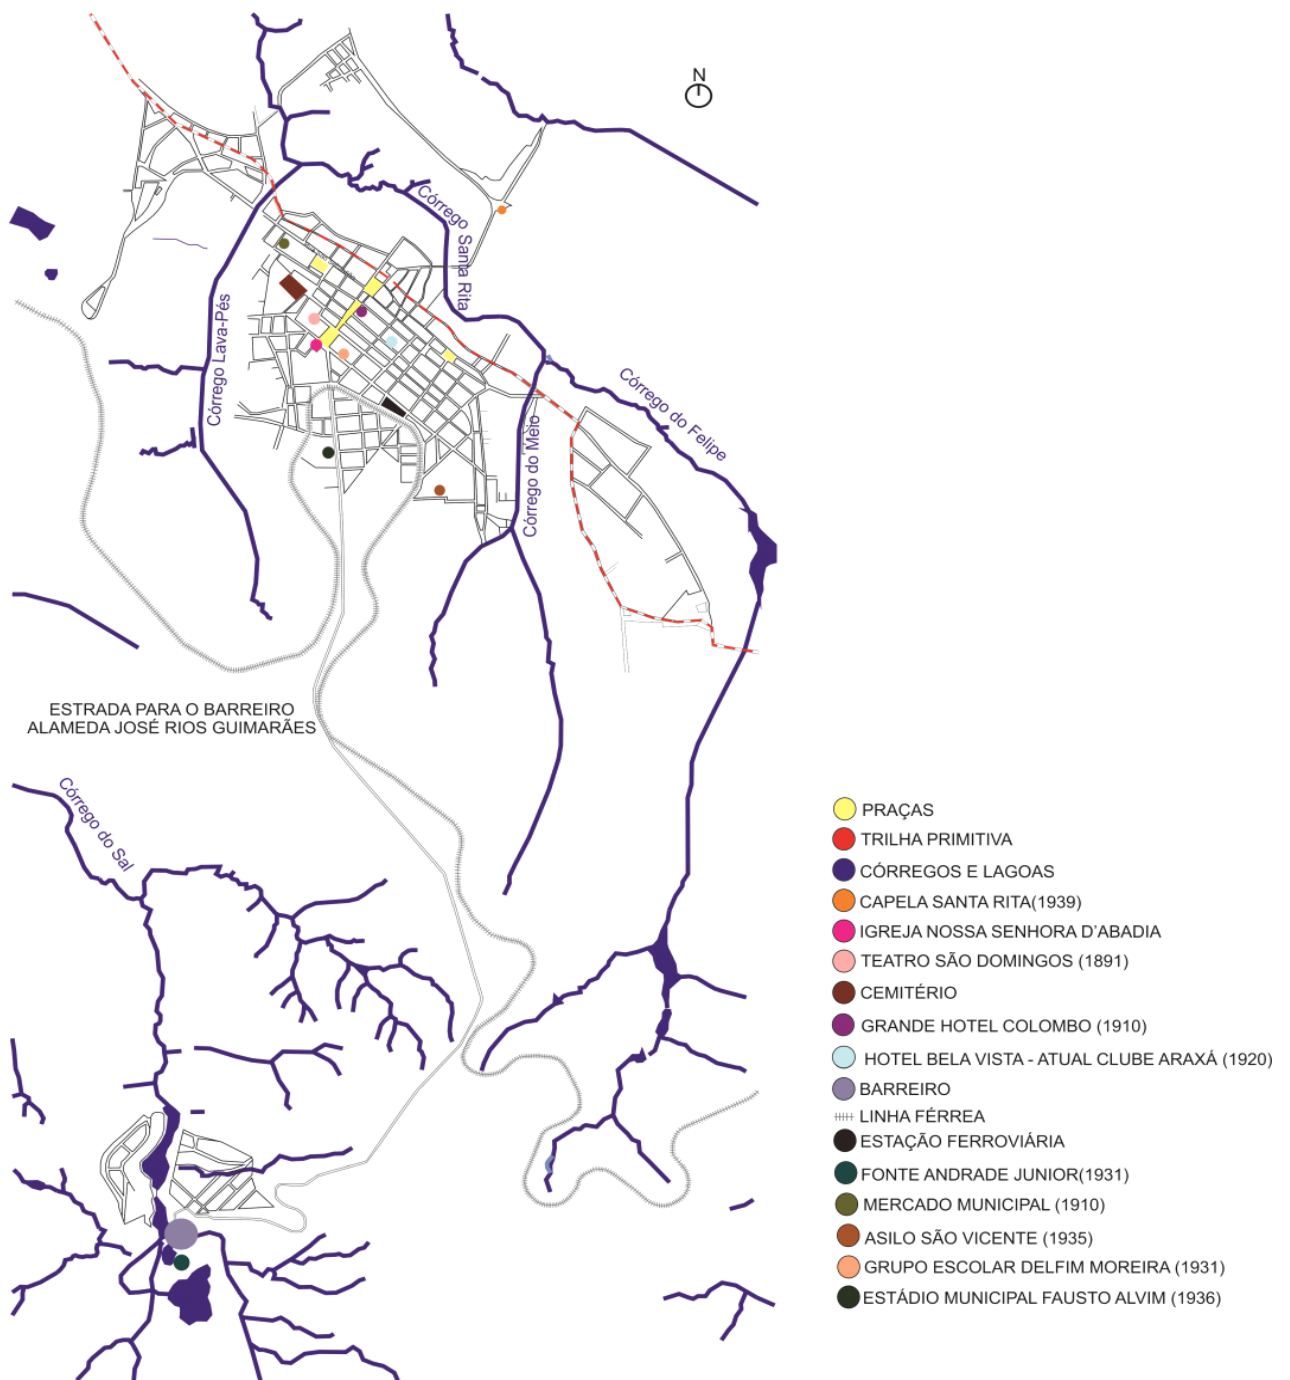 N
Córrego Santa Rita
Córrego Lava-Pés
Córrego do Felipe
Córrego do Meio
ESTRADA PARA O BARREIRO
ALAMEDA JOSÉ RIOS GUIMARÃES
Córrego do Sal
PRAÇAS
TRILHA PRIMITIVA
CÓRREGOS E LAGOAS
CAPELA SANTA RITA(1939)
IGREJA NOSSA SENHORA D'ABADIA
TEATRO SÃO DOMINGOS (1891)
CEMITÉRIO
GRANDE HOTEL COLOMBO (1910)
HOTEL BELA VISTA - ATUAL CLUBE ARAXÁ (1920)
BARREIRO
LINHA FÉRREA
ESTAÇÃO FERROVIÁRIA
FONTE ANDRADE JUNIOR(1931)
MERCADO MUNICIPAL (1910)
ASILO SÃO VICENTE (1935)
GRUPO ESCOLAR DELFIM MOREIRA (1931)
ESTÁDIO MUNICIPAL FAUSTO ALVIM (1936)